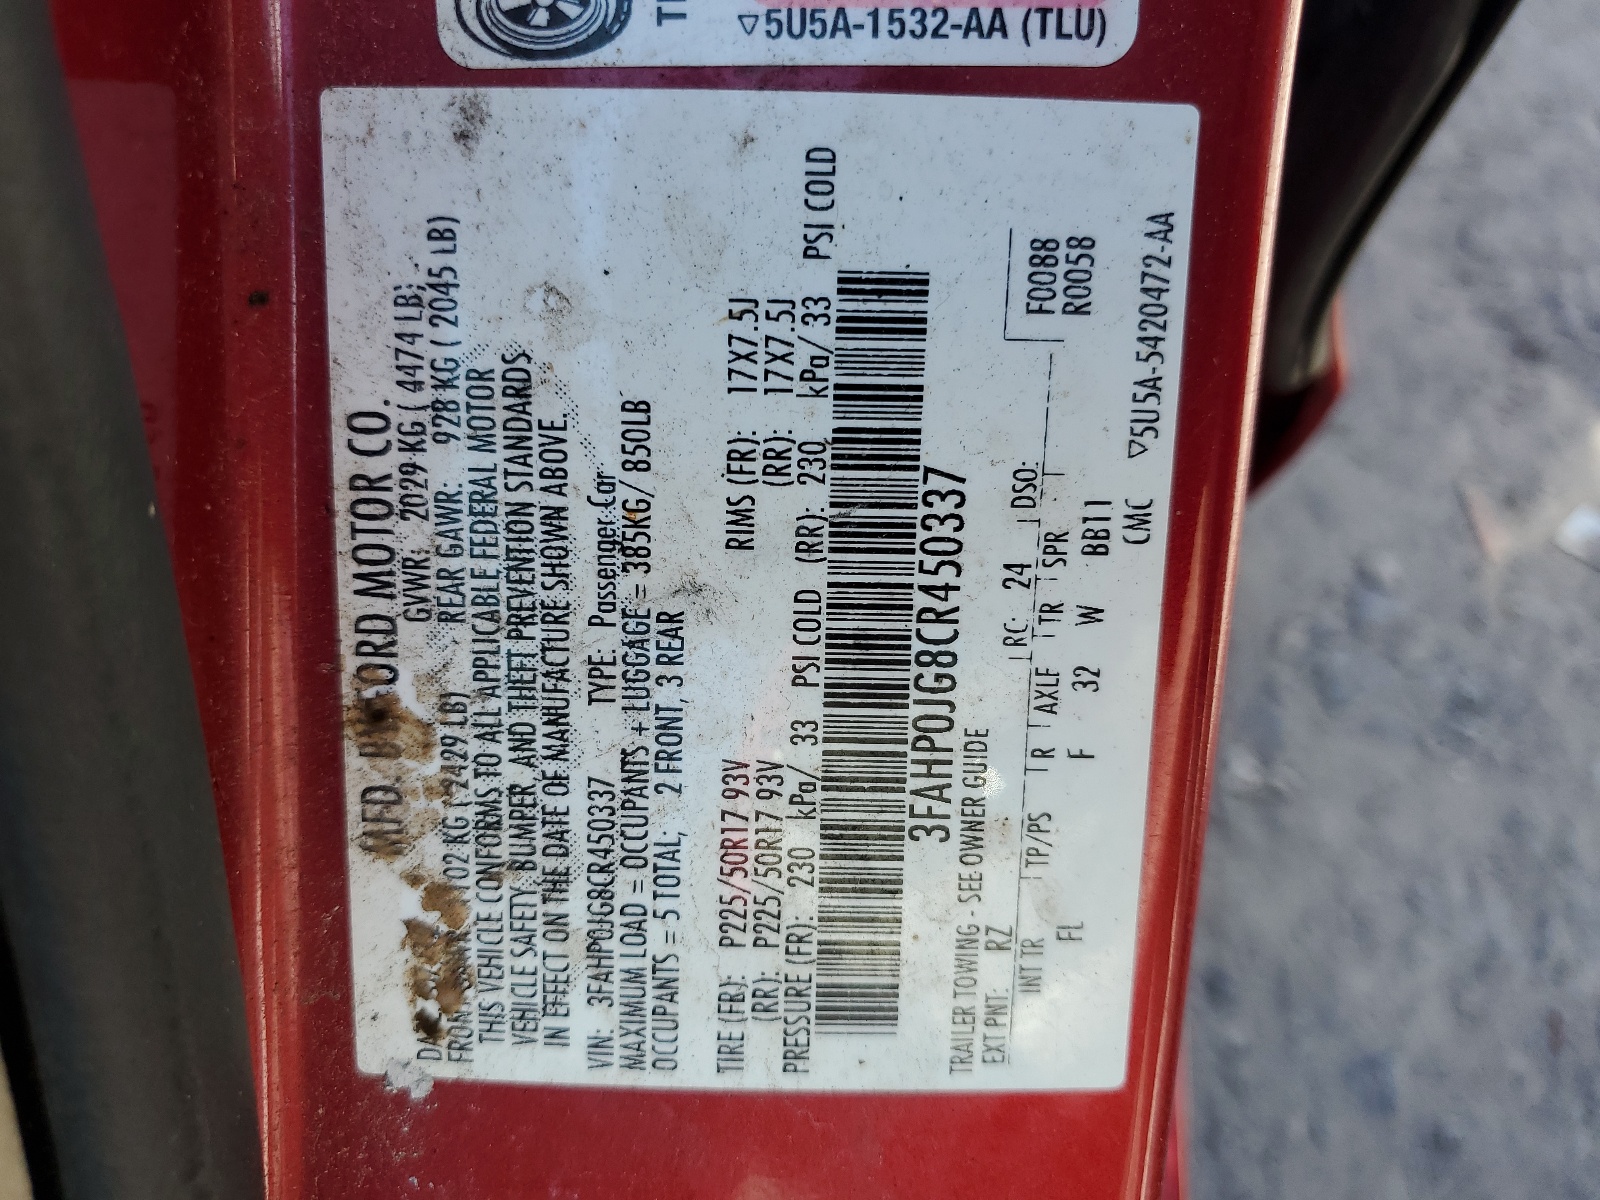 5U5A-1532-AA (TLU)
MFD. BY FORD MOTOR CO.
GVWR: 2029 KG ( 4474 LB)
REAR GAWR: 928 KG ( 2045 LB)
1102 KG ( 2429 LB)
THIS VEHICLE CONFORMS TO ALL APPLICABLE FEDERAL MOTOR
VEHICLE SAFETY, BUMPER, AND THEFT PREVENTION STANDARDS
IN EFFECT ON THE DATE OF MANUFACTURE SHOWN ABOVE.
VIN: 3FAHP0JG8CR450337 TYPE: Passenger Car
MAXIMUM LOAD = OCCUPANTS + LUGGAGE = 385KG/ 850LB
OCCUPANTS = 5 TOTAL; 2 FRONT, 3 REAR
TIRE (FR): P225/50R17 93V RIMS (FR): 17X7.5J
(RR): P225/50R17 93V (RR): 17X7.5J
PRESSURE (FR): 230 kPa/ 33 PSI COLD (RR): 230 kPa/ 33 PSI COLD
3FAHP0JG8CR450337
TRAILER TOWING - SEE OWNER GUIDE
EXT PNT: RZ RC: 24 DSO: F0088
R0058
INT TR TP/PS R AXLE TR SPR
FL F 32 W BB11
CMC 5U5A-5420472-AA